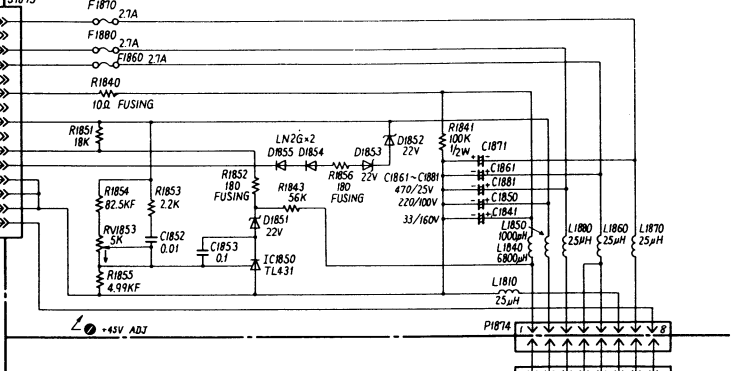 F1870
2.7A
F1880
2.7A
F1860 2.7A
R1840
10Ω FUSING
R1851
18K
LN2G×2
D1855 D1854
D1853
22V
D1852
22V
R1841
100K
1/2W
C1871
R1852
180
FUSING
R1856
180
FUSING
R1843
56K
C1861~C1881
470/25V
220/100V
33/160V
C1861
C1881
C1850
C1841
R1854
82.5KF
R1853
2.2K
D1851
22V
RV1853
5K
C1852
0.01
C1853
0.1
IC1850
TL431
R1855
4.99KF
L1850
1000μH
L1840
6800μH
L1880
25μH
L1860
25μH
L1870
25μH
L1810
25μH
+45V ADJ
P1874
1
8